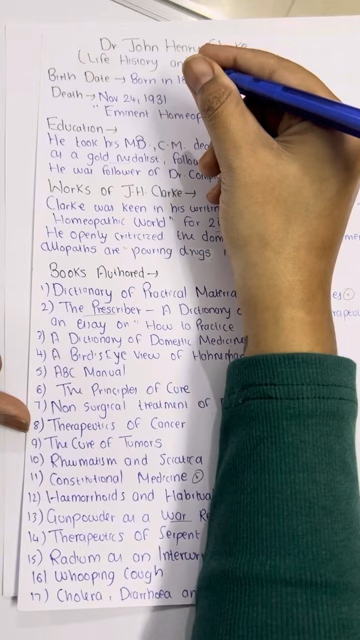 Dr John Henry Clarke
(Life History an
Birth Date → Born in 18
Death → Nov 24, 1931
" Eminent Homeop
Education →
He took his MB., C.M. de
as a gold medalist, follow
He was follower of Dr. Comp
Works of J.H. Clarke →
Clarke was keen in his writin
Homeopathic World" for 2
He openly criticized the dom
Allopaths are " pouring drugs
Books Authored →
1) Dictionary of Practical Materia
2) The Prescriber - A Dictionary
an essay on " How to Practice
3) A Dictionary of Domestic Medicine
4) A Bird's Eye View of Hahnema
5) ABC Manual
6) The Principles of Cure
7) Non Surgical treatment of
8) Therapeutics of Cancer
9) The Cure of Tumors
10) Rheumatism and Sciatica
11) Constitutional Medicine
12) Haemorrhoids and Habitua
13) Gunpowder as a War Re
14) Therapeutics of Serpent
15) Radium as an Intercur
16) Whooping Cough
17) Cholera, Diarrhoea an